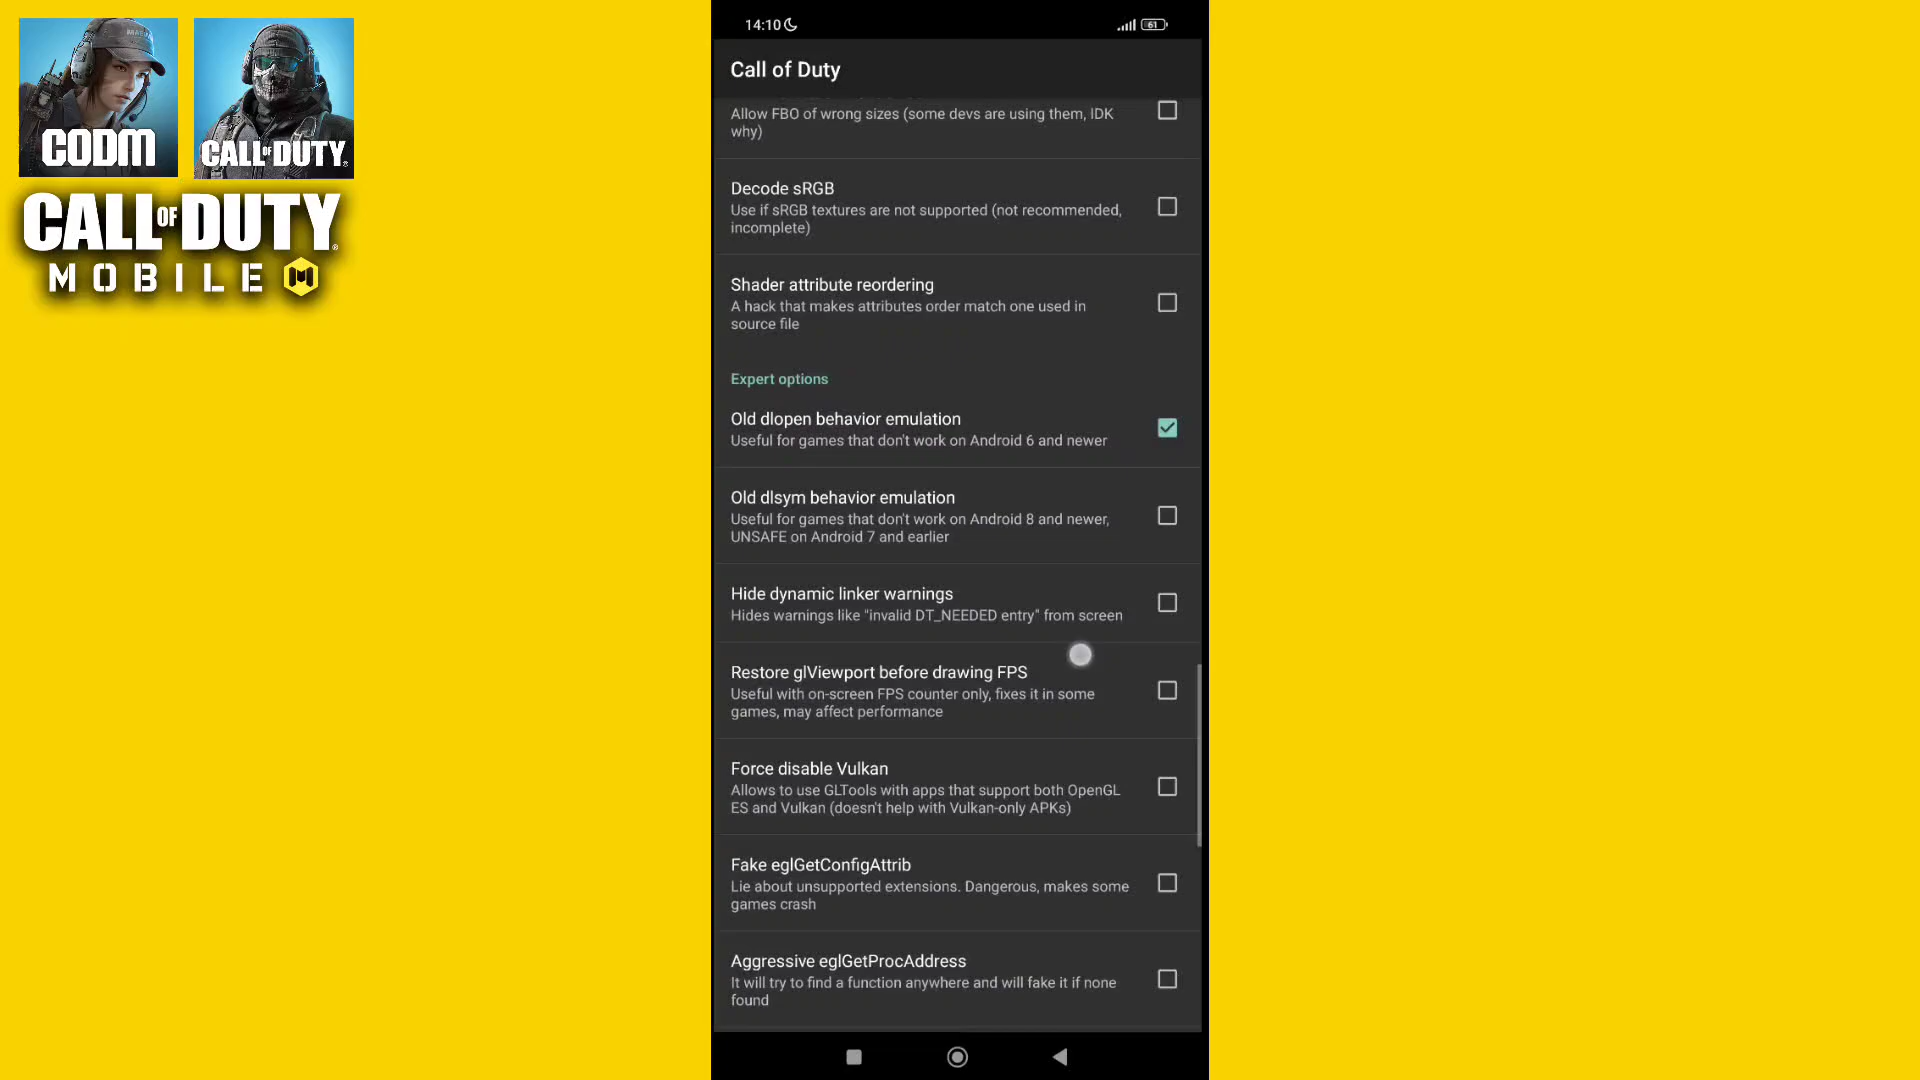 CODM
CALL OF DUTY
CALL OF DUTY
MOBILE
14:10
61
Call of Duty
Allow FBO of wrong sizes (some devs are using them, IDK
why)
Decode sRGB
Use if sRGB textures are not supported (not recommended,
incomplete)
Shader attribute reordering
A hack that makes attributes order match one used in
source file
Expert options
Old dlopen behavior emulation
Useful for games that don't work on Android 6 and newer
Old dlsym behavior emulation
Useful for games that don't work on Android 8 and newer,
UNSAFE on Android 7 and earlier
Hide dynamic linker warnings
Hides warnings like "invalid DT_NEEDED entry" from screen
Restore glViewport before drawing FPS
Useful with on-screen FPS counter only, fixes it in some
games, may affect performance
Force disable Vulkan
Allows to use GLTools with apps that support both OpenGL
ES and Vulkan (doesn't help with Vulkan-only APKs)
Fake eglGetConfigAttrib
Lie about unsupported extensions. Dangerous, makes some
games crash
Aggressive eglGetProcAddress
It will try to find a function anywhere and will fake it if none
found